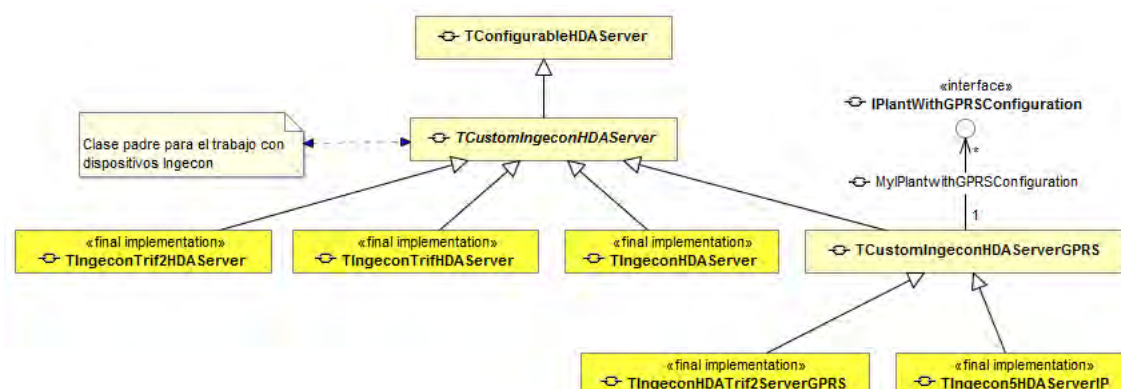 TConfigurableHDAServer
«interface»
IPlantWithGPRSConfiguration
Clase padre para el trabajo con
dispositivos Ingecon
TCustomIngeconHDAServer
*
MyIPlantwithGPRSConfiguration
1
«final implementation»
TIngeconTrif2HDAServer
«final implementation»
TIngeconTrifHDAServer
«final implementation»
TIngeconHDAServer
TCustomIngeconHDAServerGPRS
«final implementation»
TIngeconHDATrif2ServerGPRS
«final implementation»
TIngecon5HDAServerIP